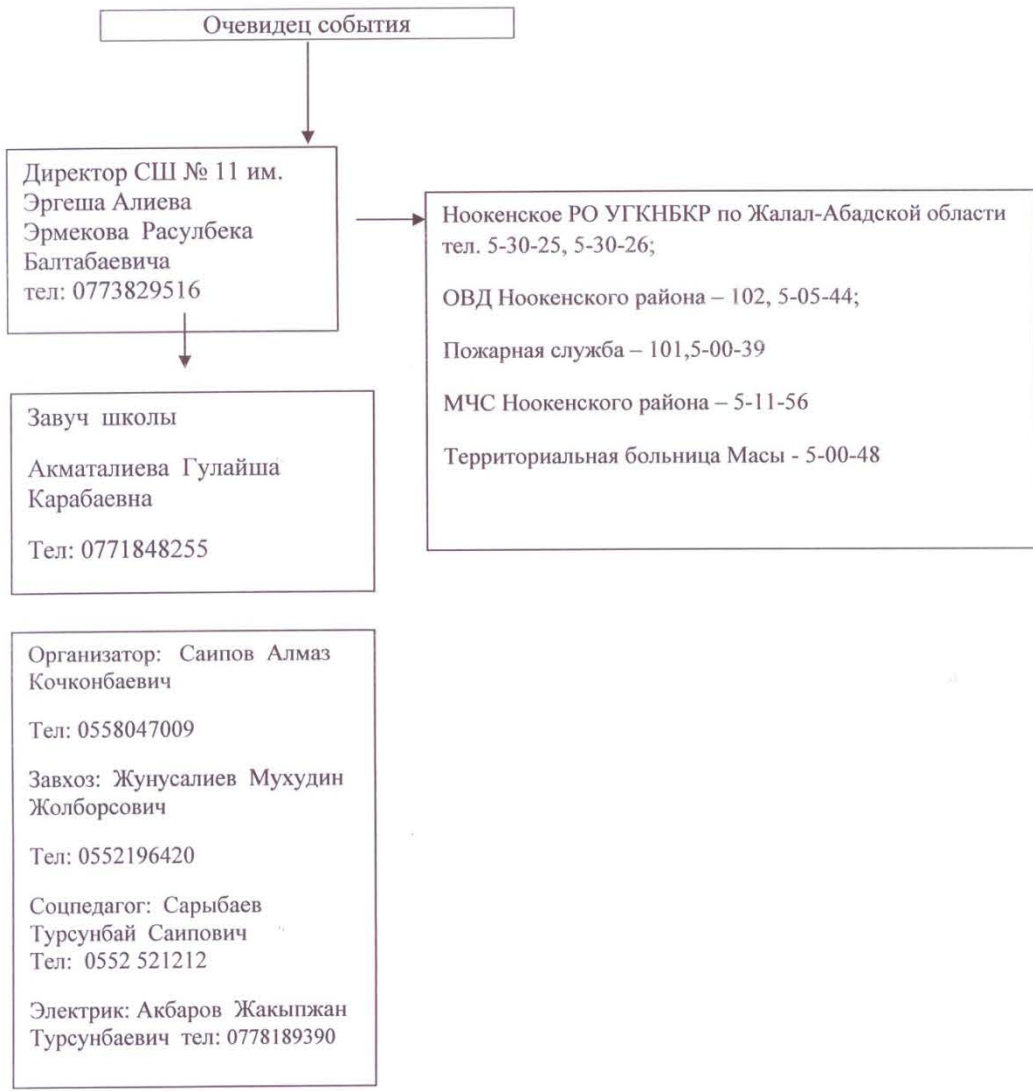 Очевидец события
Директор СШ № 11 им.
Эргеша Алиева
Эрмекова Расулбека
Балтабаевича
тел: 0773829516
Ноокенское РО УГКНБКР по Жалал-Абадской области
тел. 5-30-25, 5-30-26;
ОВД Ноокенского района – 102, 5-05-44;
Пожарная служба – 101,5-00-39
МЧС Ноокенского района – 5-11-56
Территориальная больница Масы - 5-00-48
Завуч школы
Акматалиева Гулайша
Карабаевна
Тел: 0771848255
Организатор: Саипов Алмаз
Кочконбаевич
Тел: 0558047009
Завхоз: Жунусалиев Мухудин
Жолборсович
Тел: 0552196420
Соцпедагог: Сарыбаев
Турсунбай Саипович
Тел: 0552 521212
Электрик: Акбаров Жакыпжан
Турсунбаевич тел: 0778189390